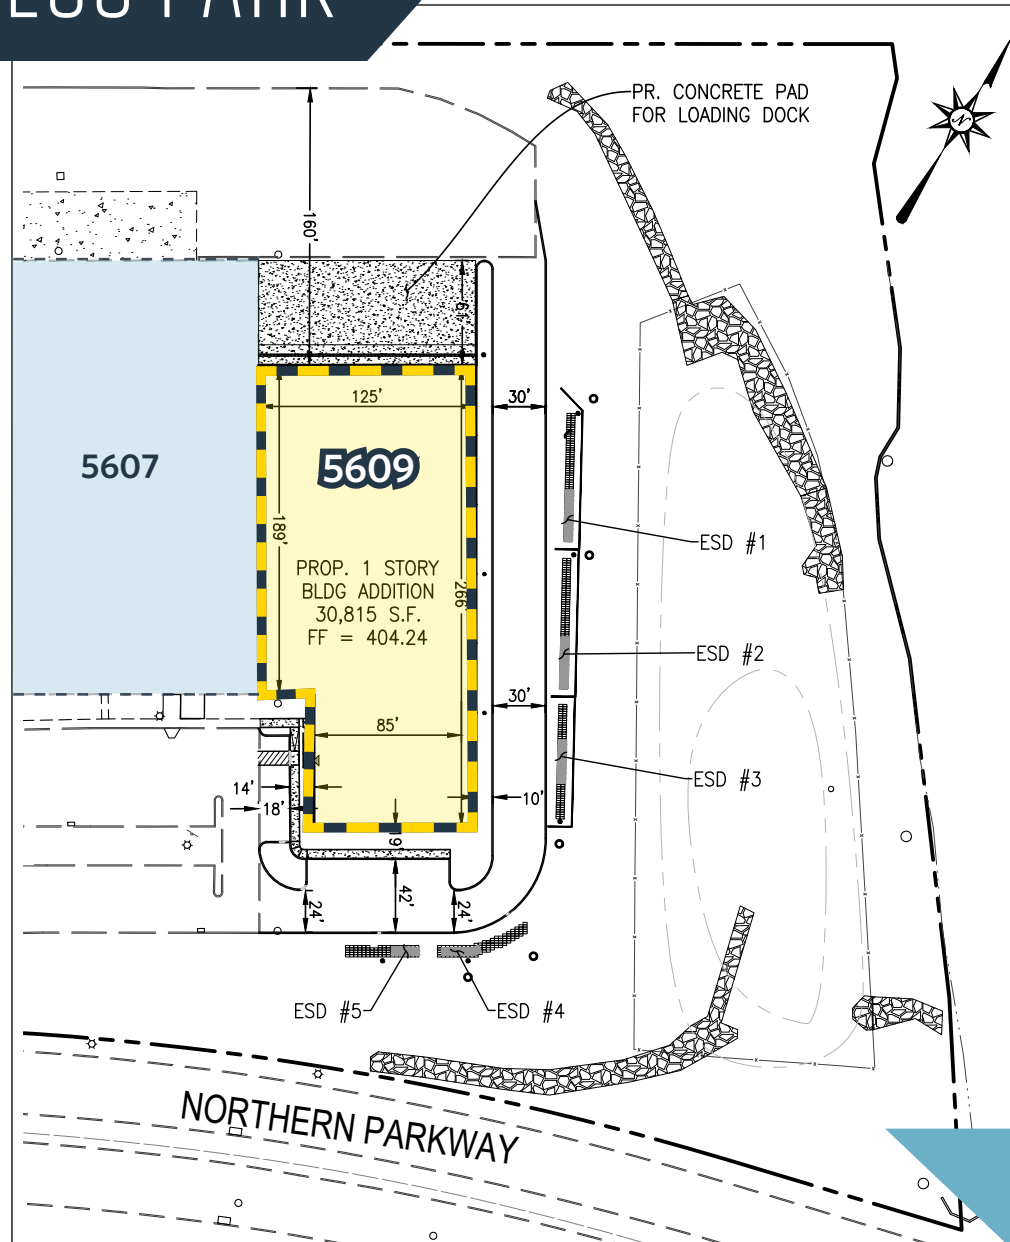 PARK
PR. CONCRETE PAD
FOR LOADING DOCK
N
160'
125'
30'
5607
5609
189'
266'
PROP. 1 STORY
BLDG ADDITION
30,815 S.F.
FF = 404.24
ESD #1
ESD #2
30'
85'
ESD #3
14'
18'
10'
19'
42'
24'
24'
ESD #5
ESD #4
NORTHERN PARKWAY